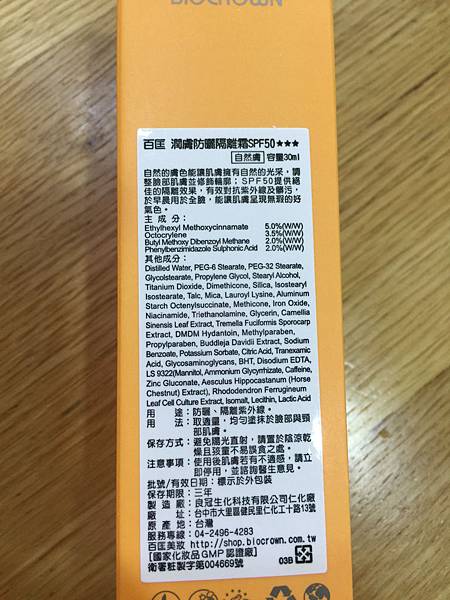 BIOCROWN
百匡 潤膚防曬隔離霜SPF50★★★
自然膚 容量30ml
自然的膚色能讓肌膚擁有自然的光采，調
整臉部肌膚並修飾輪廓；SPF50提供絕
佳的隔離效果，有效對抗紫外線及髒污，
於早晨用於全臉，能讓肌膚呈現無瑕的好
氣色。
主 成 分：
Ethylhexyl Methoxycinnamate 5.0%(W/W)
Octocrylene 3.5%(W/W)
Butyl Methoxy Dibenzoyl Methane 2.0%(W/W)
Phenylbenzimidazole Sulphonic Acid 2.0%(W/W)
其他成分：
Distilled Water, PEG-6 Stearate, PEG-32 Stearate,
Glycolstearate, Propylene Glycol, Stearyl Alcohol,
Titanium Dioxide, Dimethicone, Silica, Isostearyl
Isostearate, Talc, Mica, Lauroyl Lysine, Aluminum
Starch Octenylsuccinate, Methicone, Iron Oxide,
Niacinamide, Triethanolamine, Glycerin, Camellia
Sinensis Leaf Extract, Tremella Fuciformis Sporocarp
Extract, DMDM Hydantoin, Methylparaben,
Propylparaben, Buddleja Davidii Extract, Sodium
Benzoate, Potassium Sorbate, Citric Acid, Tranexamic
Acid, Glycosaminoglycans, BHT, Disodium EDTA,
LS 9322(Mannitol, Ammonium Glycyrrhizate, Caffeine,
Zinc Gluconate, Aesculus Hippocastanum (Horse
Chestnut) Extract), Rhododendron Ferrugineum
Leaf Cell Culture Extract, Isomalt, Lecithin, Lactic Acid
用 途：防曬、隔離紫外線。
用 法：取適量，均勻塗抹於臉部與頸
部肌膚。
保存方式：避免陽光直射，請置於陰涼乾
燥且孩童不易誤食之處。
注意事項：使用後肌膚若有不適感，請立
即停用，並諮詢醫生意見。
批號/有效日期：標示於外包裝
保存期限：三年
製 造 廠：良冠生化科技有限公司仁化廠
廠 址：台中市大里區健民里仁化工十路13號
原 產 地：台灣
服務專線：04-2496-4283
百匡美妝 http://shop.biocrown.com.tw
[國家化妝品GMP認證廠]
衛署粧製字第004669號 03B